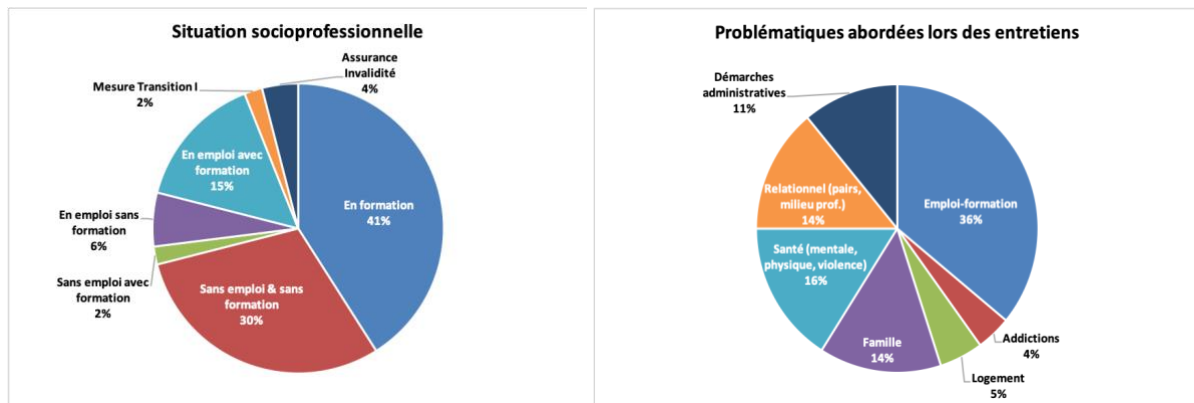 Situation socioprofessionnelle
Assurance
Invalidité
4%
Mesure Transition I
2%
En emploi avec
formation
15%
En formation
41%
En emploi sans
formation
6%
Sans emploi avec
formation
2%
Sans emploi & sans
formation
30%
Problématiques abordées lors des entretiens
Démarches
administratives
11%
Relationnel (pairs,
milieu prof.)
14%
Emploi-formation
36%
Santé (mentale,
physique, violence)
16%
Famille
14%
Addictions
4%
Logement
5%